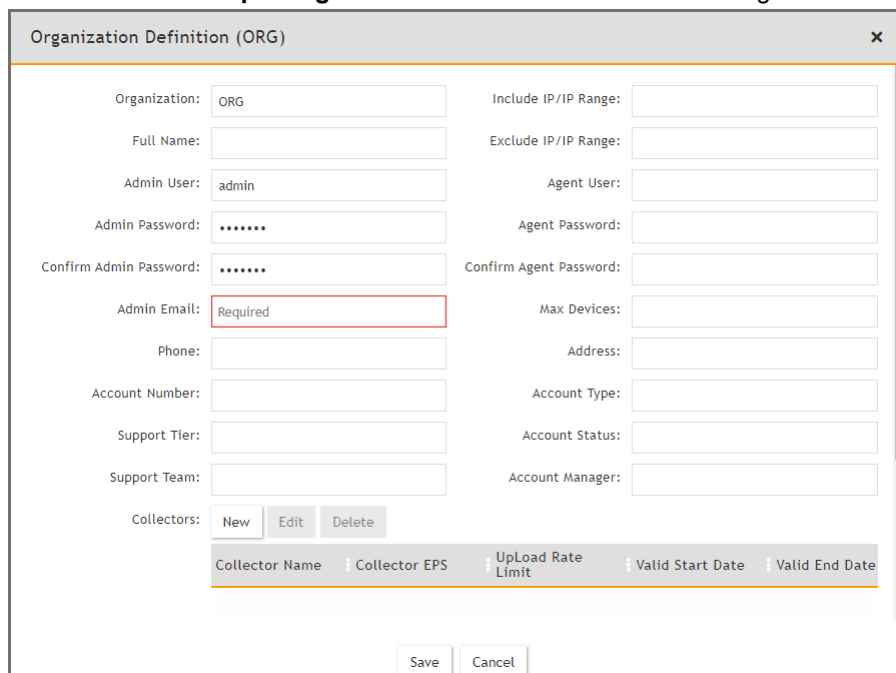 Organization Definition (ORG) ×
Organization: ORG Include IP/IP Range:
Full Name: Exclude IP/IP Range:
Admin User: admin Agent User:
Admin Password: ••••••• Agent Password:
Confirm Admin Password: ••••••• Confirm Agent Password:
Admin Email: Required Max Devices:
Phone: Address:
Account Number: Account Type:
Support Tier: Account Status:
Support Team: Account Manager:
Collectors: New Edit Delete
Collector Name Collector EPS UpLoad Rate Limit Valid Start Date Valid End Date
Save Cancel